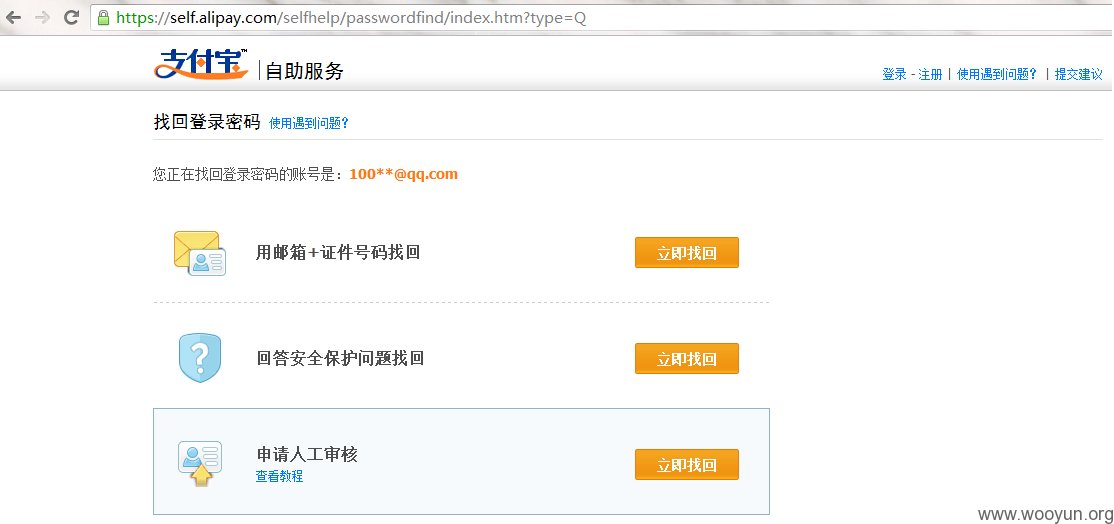 https://self.alipay.com/selfhelp/passwordfind/index.htm?type=Q
支付宝™ | 自助服务
登录 - 注册 | 使用遇到问题? | 提交建议
找回登录密码 使用遇到问题?
您正在找回登录密码的账号是：100**@qq.com
用邮箱+证件号码找回 立即找回
回答安全保护问题找回 立即找回
申请人工审核 立即找回
查看教程
www.wooyun.org